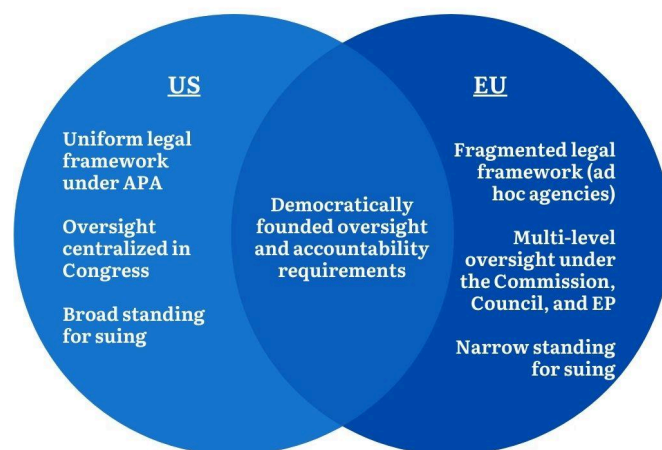 US
Uniform legal
framework
under APA
Oversight
centralized in
Congress
Broad standing
for suing
Democratically
founded oversight
and accountability
requirements
EU
Fragmented legal
framework (ad
hoc agencies)
Multi-level
oversight under
the Commission,
Council, and EP
Narrow standing
for suing